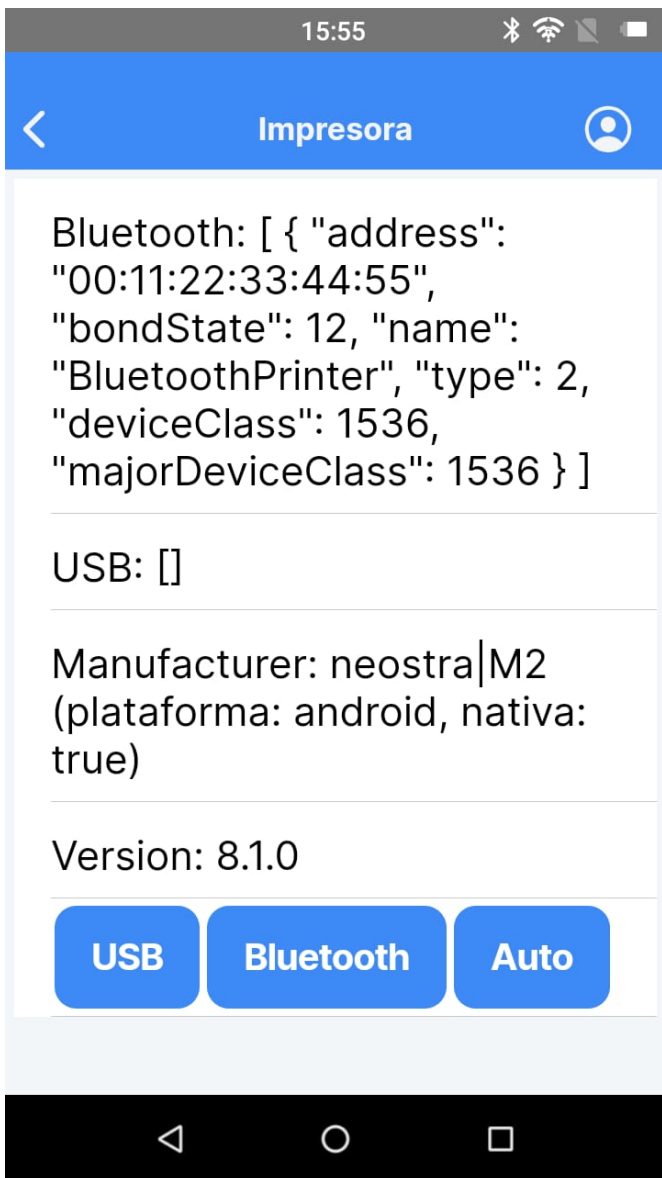 15:55
Impresora
Bluetooth: [ { "address":
"00:11:22:33:44:55",
"bondState": 12, "name":
"BluetoothPrinter", "type": 2,
"deviceClass": 1536,
"majorDeviceClass": 1536 } ]
USB: []
Manufacturer: neostra|M2
(plataforma: android, nativa:
true)
Version: 8.1.0
USB Bluetooth Auto